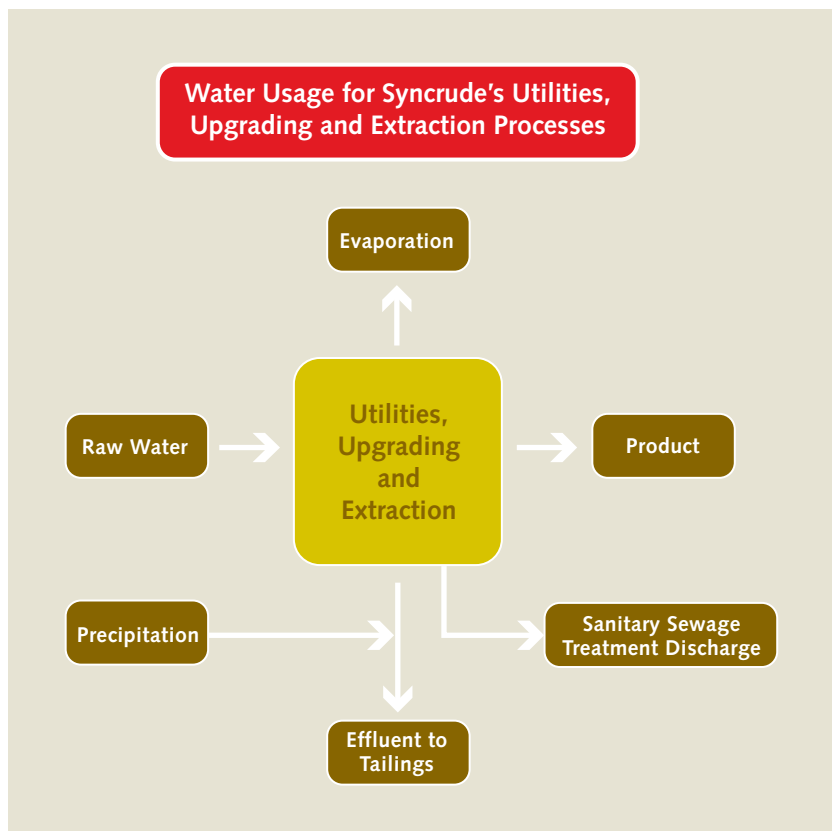 Water Usage for Syncrude’s Utilities,
Upgrading and Extraction Processes
Evaporation
Raw Water
Utilities,
Upgrading
and
Extraction
Product
Precipitation
Sanitary Sewage
Treatment Discharge
Effluent to
Tailings